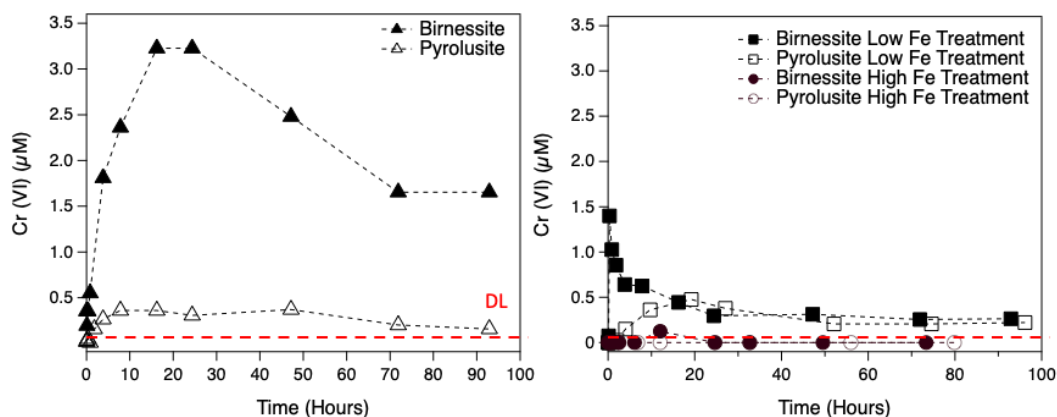 3.5
3.0
2.5
2.0
1.5
1.0
0.5
0
Cr (VI) (µM)
Birnessite
Pyrolusite
DL
0 10 20 30 40 50 60 70 80 90 100
Time (Hours)
3.5
3.0
2.5
2.0
1.5
1.0
0.5
0
Cr (VI) (µM)
Birnessite Low Fe Treatment
Pyrolusite Low Fe Treatment
Birnessite High Fe Treatment
Pyrolusite High Fe Treatment
0 20 40 60 80 100
Time (Hours)